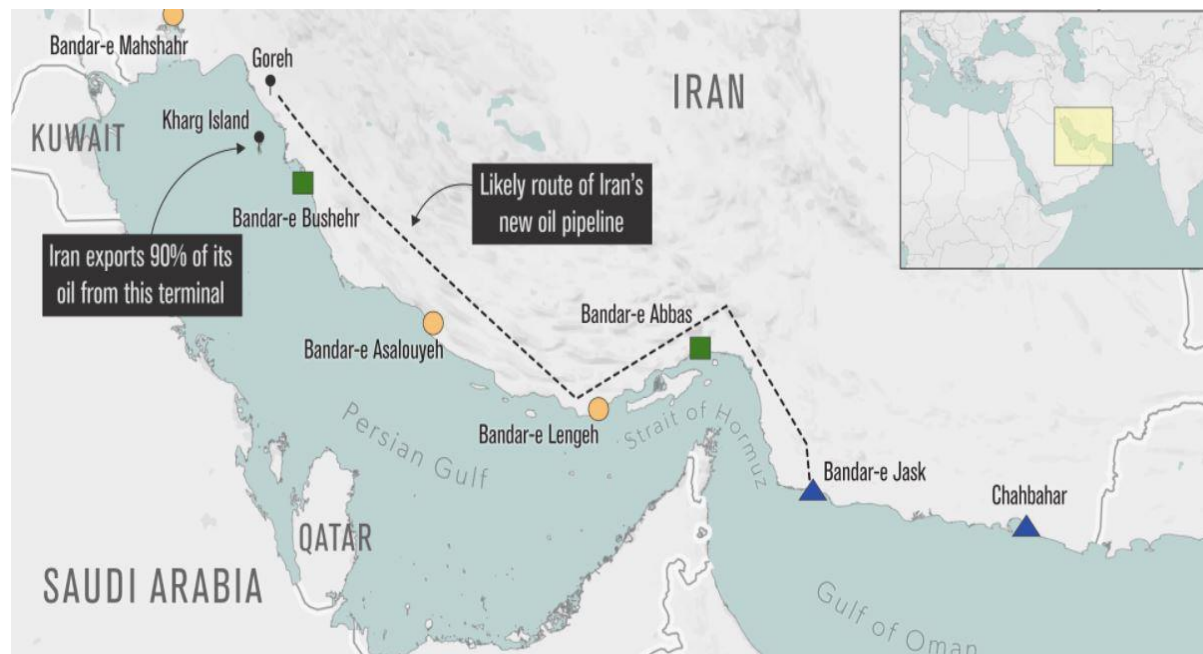 Bandar-e Mahshahr
Goreh
IRAN
KUWAIT
Kharg Island
Likely route of Iran's
new oil pipeline
Bandar-e Bushehr
Iran exports 90% of its
oil from this terminal
Bandar-e Abbas
Bandar-e Asalouyeh
Bandar-e Lengeh
Strait of Hormuz
Persian Gulf
Bandar-e Jask
Chahbahar
QATAR
SAUDI ARABIA
Gulf of Oman